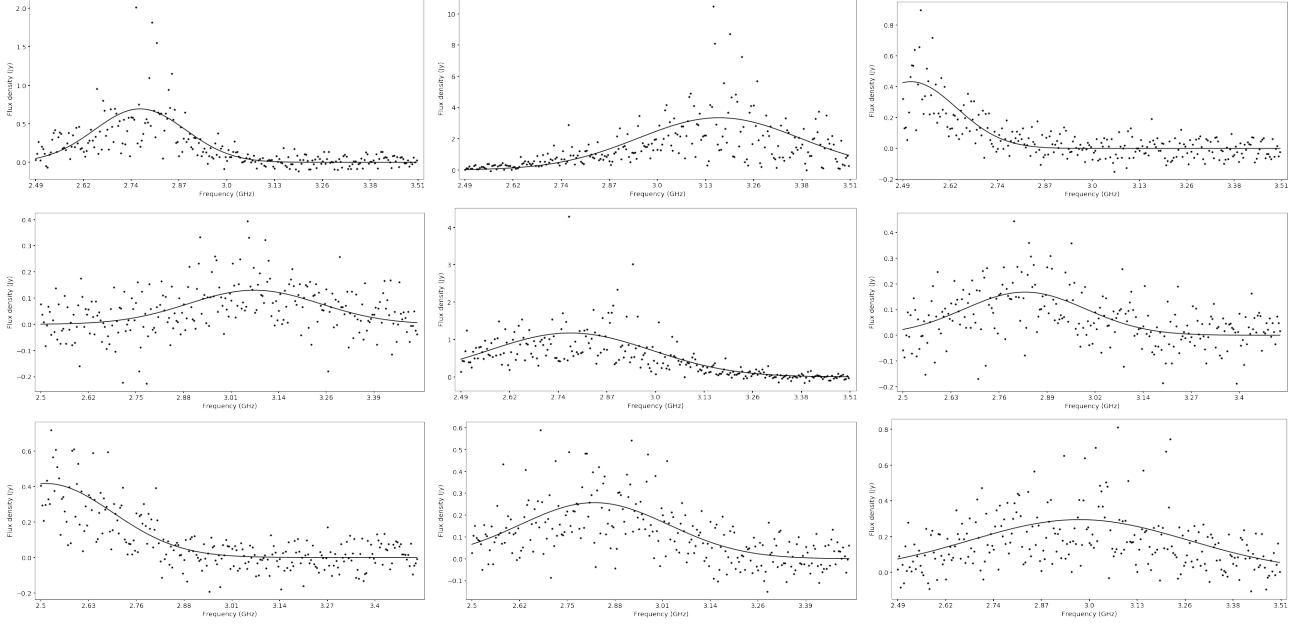 2.0
1.5
1.0
0.5
0.0
Flux density (Jy)
2.49 2.62 2.74 2.87 3.0 3.13 3.26 3.38 3.51
Frequency (GHz)
10
8
6
4
2
0
Flux density (Jy)
2.49 2.62 2.74 2.87 3.0 3.13 3.26 3.38 3.51
Frequency (GHz)
0.8
0.6
0.4
0.2
0.0
−0.2
Flux density (Jy)
2.49 2.62 2.74 2.87 3.0 3.13 3.26 3.38 3.51
Frequency (GHz)
0.4
0.3
0.2
0.1
0.0
−0.1
−0.2
Flux density (Jy)
2.5 2.62 2.75 2.88 3.01 3.14 3.26 3.39
Frequency (GHz)
4
3
2
1
0
Flux density (Jy)
2.49 2.62 2.74 2.87 3.0 3.13 3.26 3.38 3.51
Frequency (GHz)
0.4
0.3
0.2
0.1
0.0
−0.1
−0.2
Flux density (Jy)
2.5 2.63 2.76 2.89 3.02 3.14 3.27 3.4
Frequency (GHz)
0.6
0.4
0.2
0.0
−0.2
Flux density (Jy)
2.5 2.63 2.76 2.88 3.01 3.14 3.27 3.4
Frequency (GHz)
0.6
0.5
0.4
0.3
0.2
0.1
0.0
−0.1
Flux density (Jy)
2.5 2.62 2.75 2.88 3.01 3.14 3.26 3.39
Frequency (GHz)
0.8
0.6
0.4
0.2
0.0
Flux density (Jy)
2.49 2.62 2.74 2.87 3.0 3.13 3.26 3.38 3.51
Frequency (GHz)